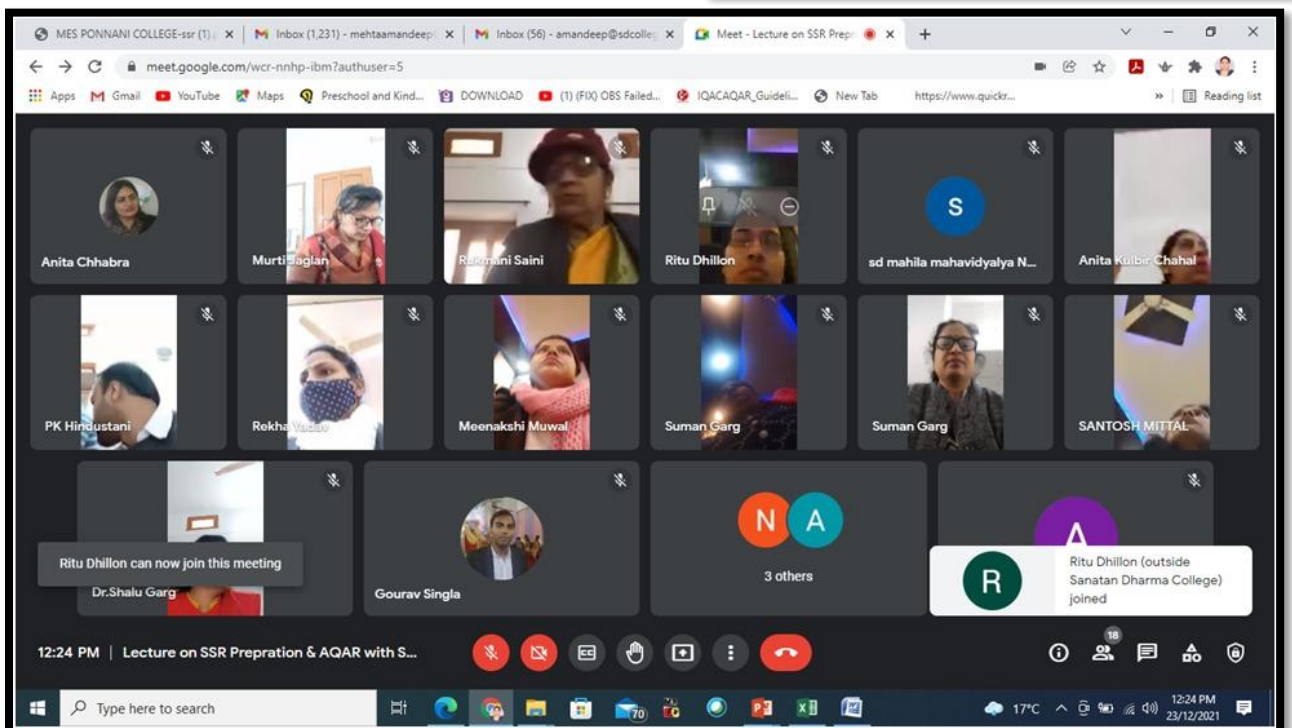 MES PONNANI COLLEGE-ssr (1)
Inbox (1,231) - mehtaamandeep
Inbox (56) - amandeep@sdcolle
Meet - Lecture on SSR Prep
meet.google.com/wcr-nnhp-ibm?authuser=5
Apps Gmail YouTube Maps Preschool and Kind... DOWNLOAD (1) (FIX) OBS Failed... IQACAQAR_Guideli... New Tab https://www.quickr... » Reading list
Anita Chhabra
Murti Jaglan
Rukmani Saini
Ritu Dhillon
S
sd mahila mahavidyalya N...
Anita Kulbir Chahal
PK Hindustani
Rekha Yadav
Meenakshi Muwal
Suman Garg
Suman Garg
SANTOSH MITTAL
Ritu Dhillon can now join this meeting
Dr.Shalu Garg
Gourav Singla
N A
3 others
A
R
Ritu Dhillon (outside
Sanatan Dharma College)
joined
12:24 PM | Lecture on SSR Prepration & AQAR with S...
18
Type here to search
70
17°C
12:24 PM
23/12/2021